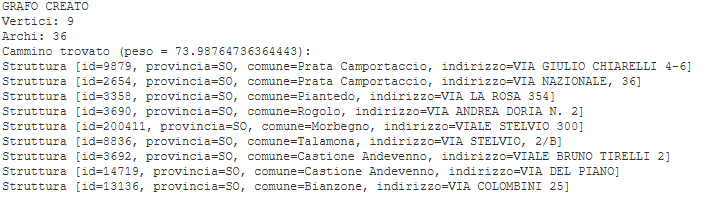 GRAFO CREATO
Vertici: 9
Archi: 36
Cammino trovato (peso = 73.98764736364443):
Struttura [id=9879, provincia=SO, comune=Prata Camportaccio, indirizzo=VIA GIULIO CHIARELLI 4-6]
Struttura [id=2654, provincia=SO, comune=Prata Camportaccio, indirizzo=VIA NAZIONALE, 36]
Struttura [id=3358, provincia=SO, comune=Piantedo, indirizzo=VIA LA ROSA 354]
Struttura [id=3690, provincia=SO, comune=Rogolo, indirizzo=VIA ANDREA DORIA N. 2]
Struttura [id=200411, provincia=SO, comune=Morbegno, indirizzo=VIALE STELVIO 300]
Struttura [id=8836, provincia=SO, comune=Talamona, indirizzo=VIA STELVIO, 2/B]
Struttura [id=3692, provincia=SO, comune=Castione Andevenno, indirizzo=VIALE BRUNO TIRELLI 2]
Struttura [id=14719, provincia=SO, comune=Castione Andevenno, indirizzo=VIA DEL PIANO]
Struttura [id=13136, provincia=SO, comune=Bianzone, indirizzo=VIA COLOMBINI 25]